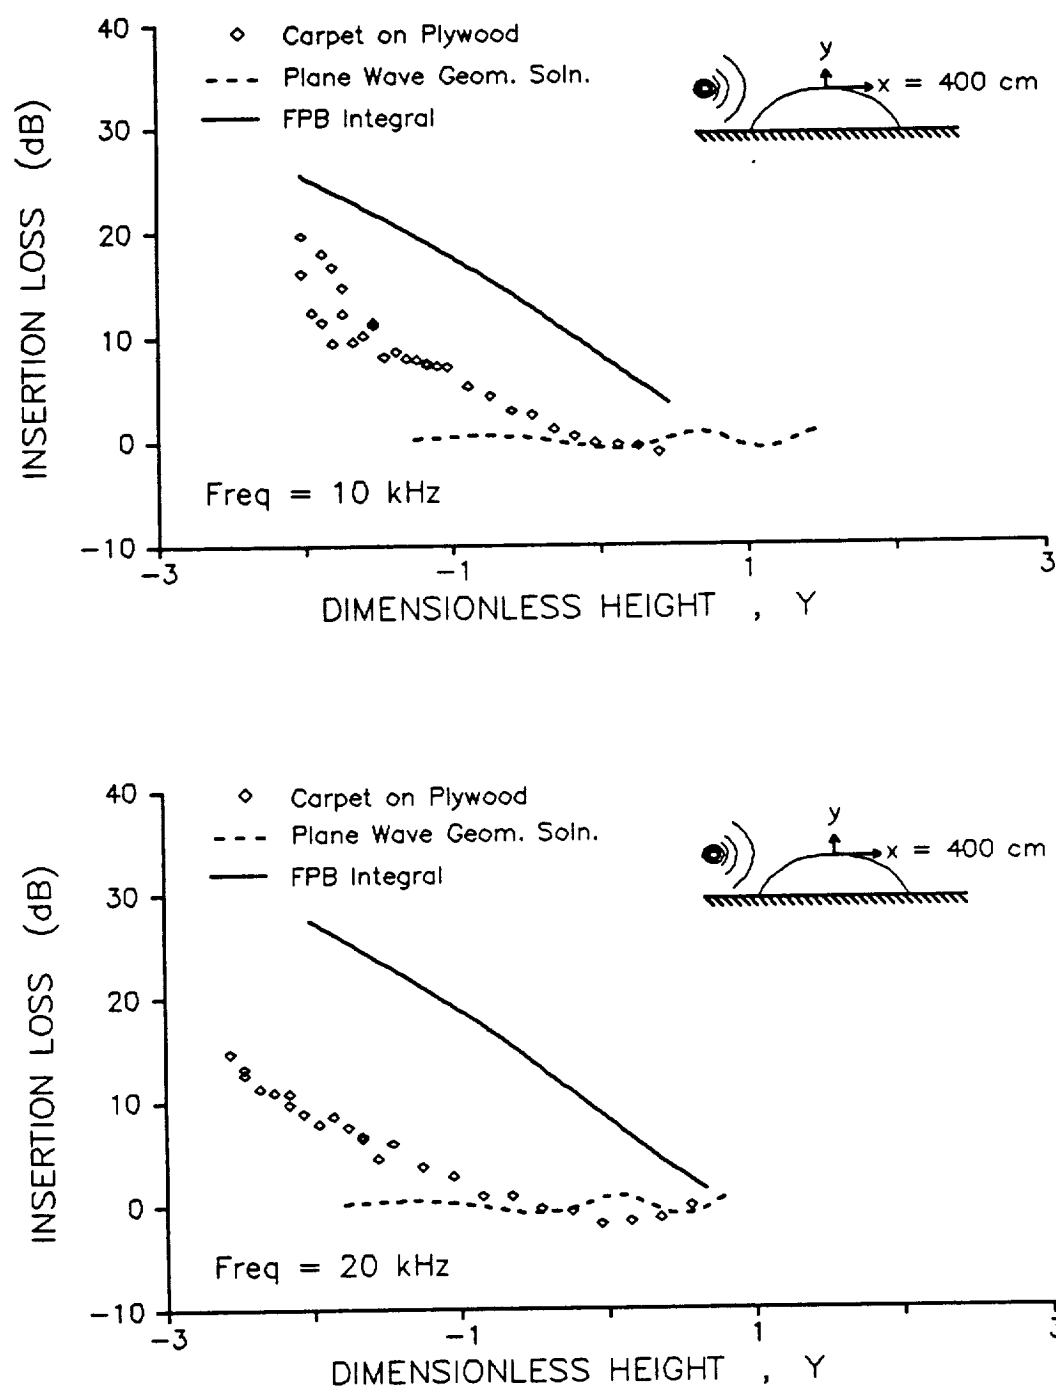 40
30
20
10
0
-10
INSERTION LOSS (dB)
Carpet on Plywood
Plane Wave Geom. Soln.
FPB Integral
y
x = 400 cm
Freq = 10 kHz
-3
-1
1
3
DIMENSIONLESS HEIGHT , Y
40
30
20
10
0
-10
INSERTION LOSS (dB)
Carpet on Plywood
Plane Wave Geom. Soln.
FPB Integral
y
x = 400 cm
Freq = 20 kHz
-3
-1
1
3
DIMENSIONLESS HEIGHT , Y